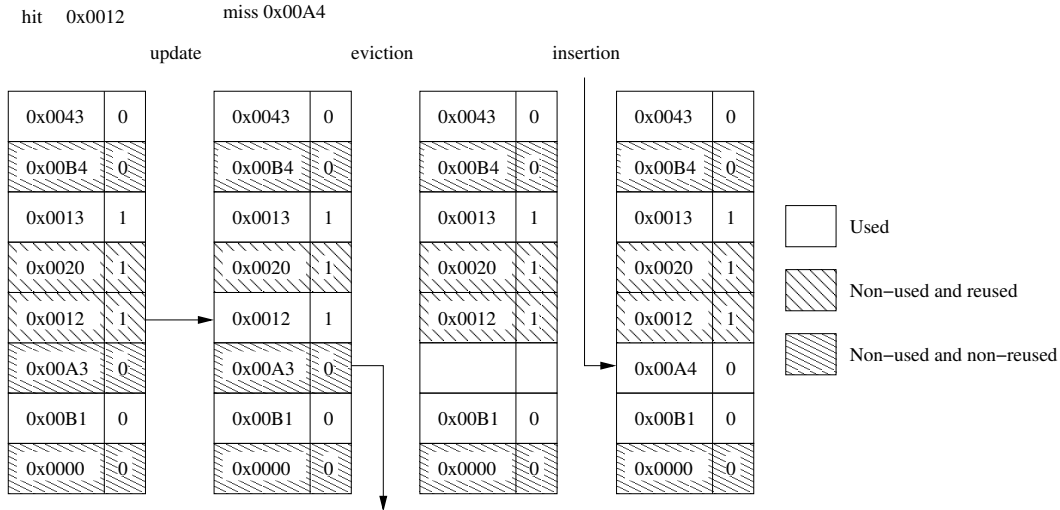 hit 0x0012 miss 0x00A4
update eviction insertion
0x0043 0 0x0043 0 0x0043 0 0x0043 0
0x00B4 0 0x00B4 0 0x00B4 0 0x00B4 0
0x0013 1 0x0013 1 0x0013 1 0x0013 1
0x0020 1 0x0020 1 0x0020 1 0x0020 1
0x0012 1 0x0012 1 0x0012 1 0x0012 1
0x00A3 0 0x00A3 0 0x00A4 0
0x00B1 0 0x00B1 0 0x00B1 0 0x00B1 0
0x0000 0 0x0000 0 0x0000 0 0x0000 0
Used
Non-used and reused
Non-used and non-reused